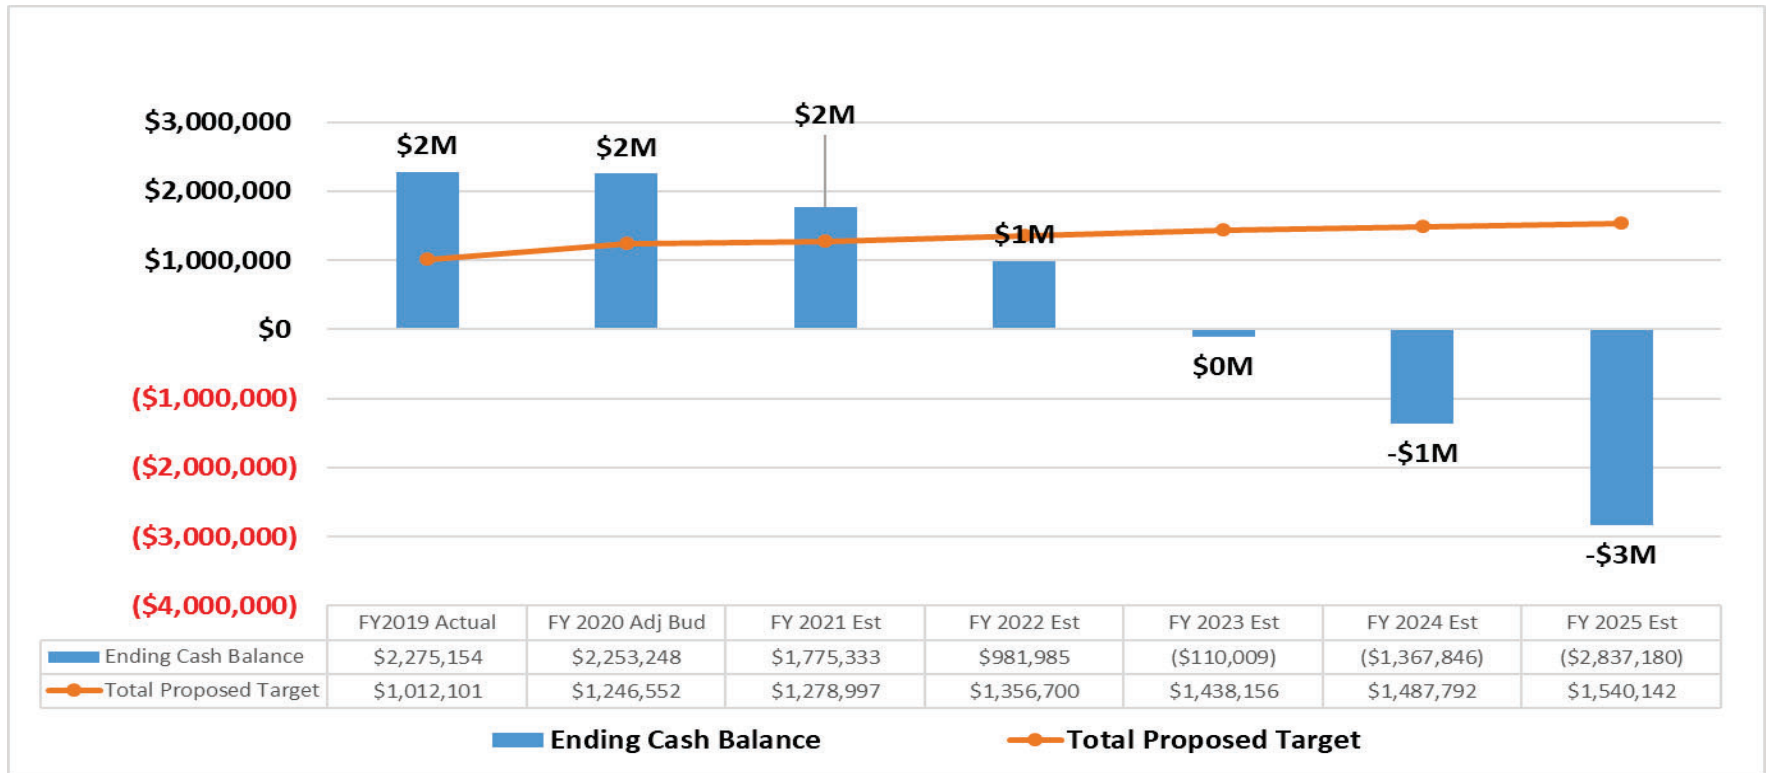 $3,000,000
$2,000,000
$1,000,000
$0
($1,000,000)
($2,000,000)
($3,000,000)
($4,000,000)
$2M
$2M
$2M
$1M
$0M
-$1M
-$3M
FY2019 Actual FY 2020 Adj Bud FY 2021 Est FY 2022 Est FY 2023 Est FY 2024 Est FY 2025 Est
Ending Cash Balance $2,275,154 $2,253,248 $1,775,333 $981,985 ($110,009) ($1,367,846) ($2,837,180)
Total Proposed Target $1,012,101 $1,246,552 $1,278,997 $1,356,700 $1,438,156 $1,487,792 $1,540,142
Ending Cash Balance Total Proposed Target